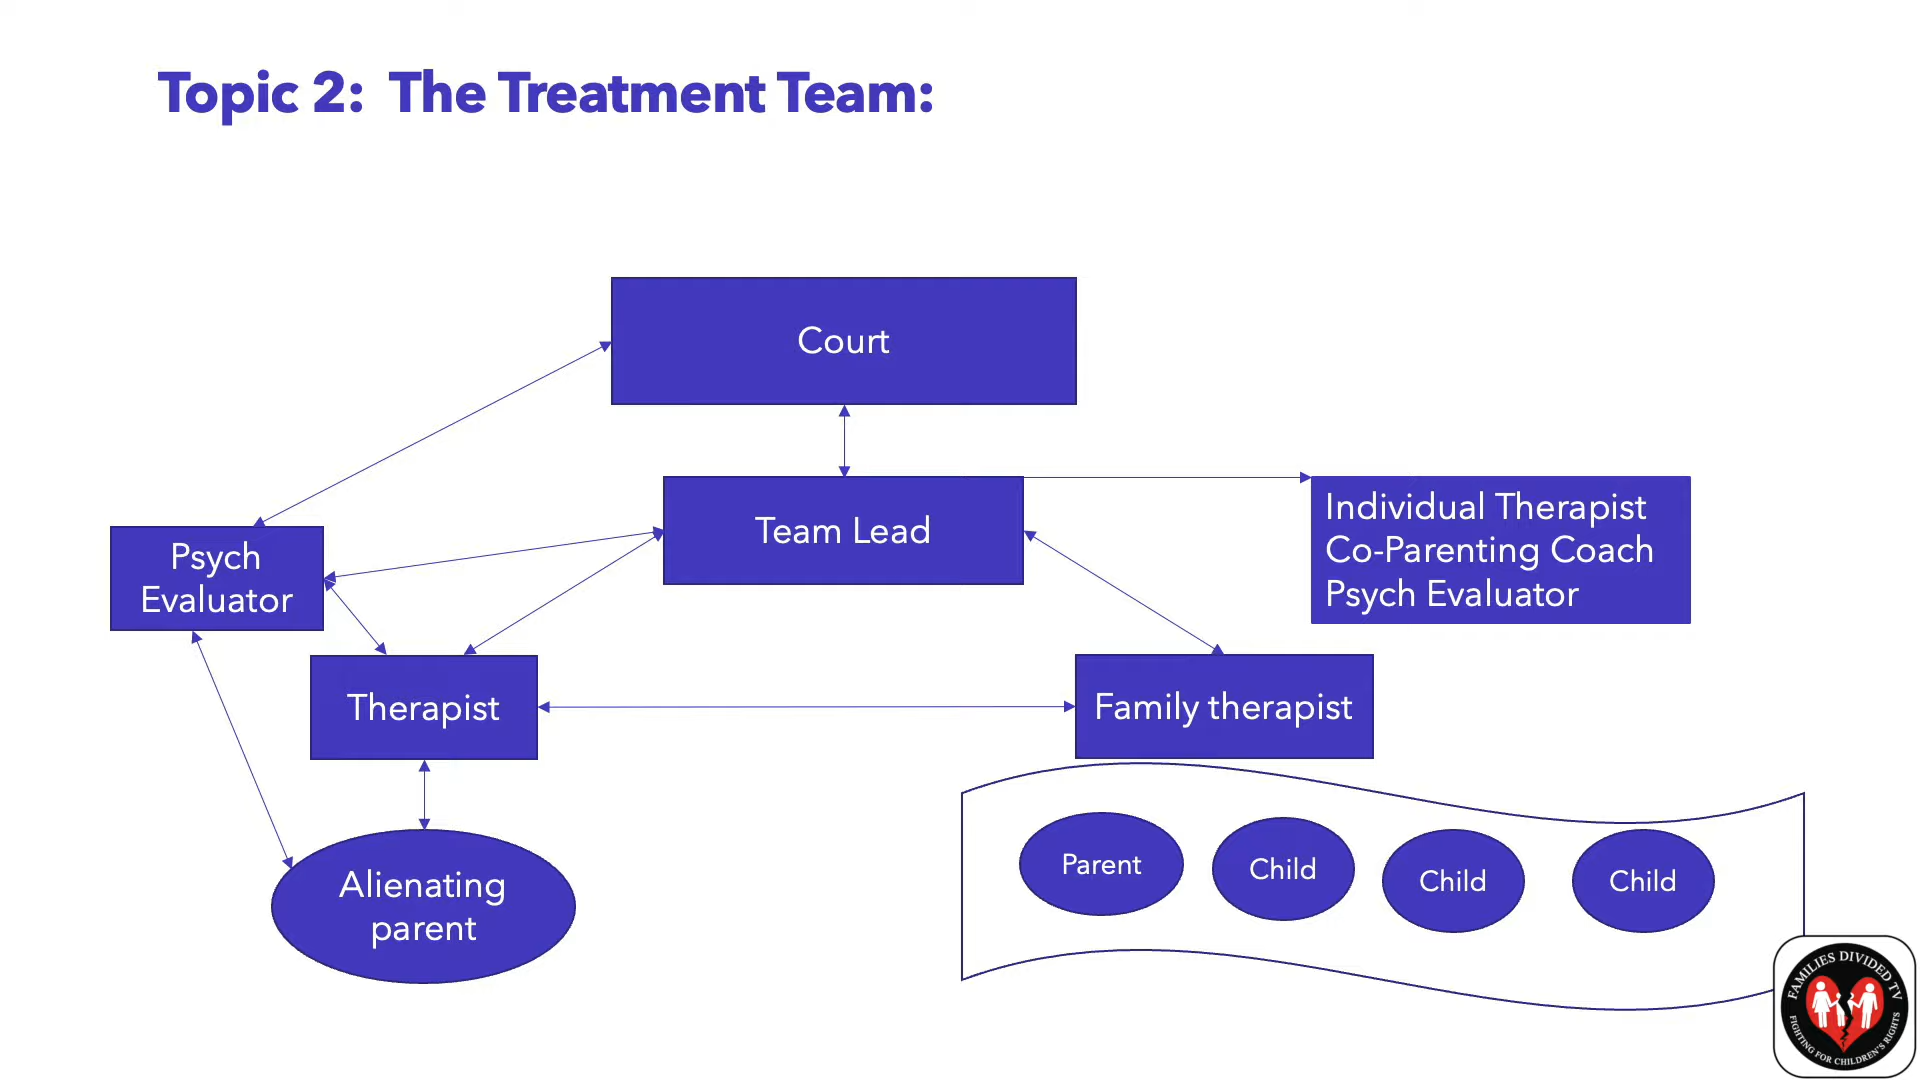 Topic 2: The Treatment Team:
Court
Team Lead
Individual Therapist
Co-Parenting Coach
Psych Evaluator
Psych
Evaluator
Therapist
Family therapist
Alienating
parent
Parent
Child
Child
Child
FAMILIES DIVIDED TV
FIGHTING FOR CHILDREN'S RIGHTS